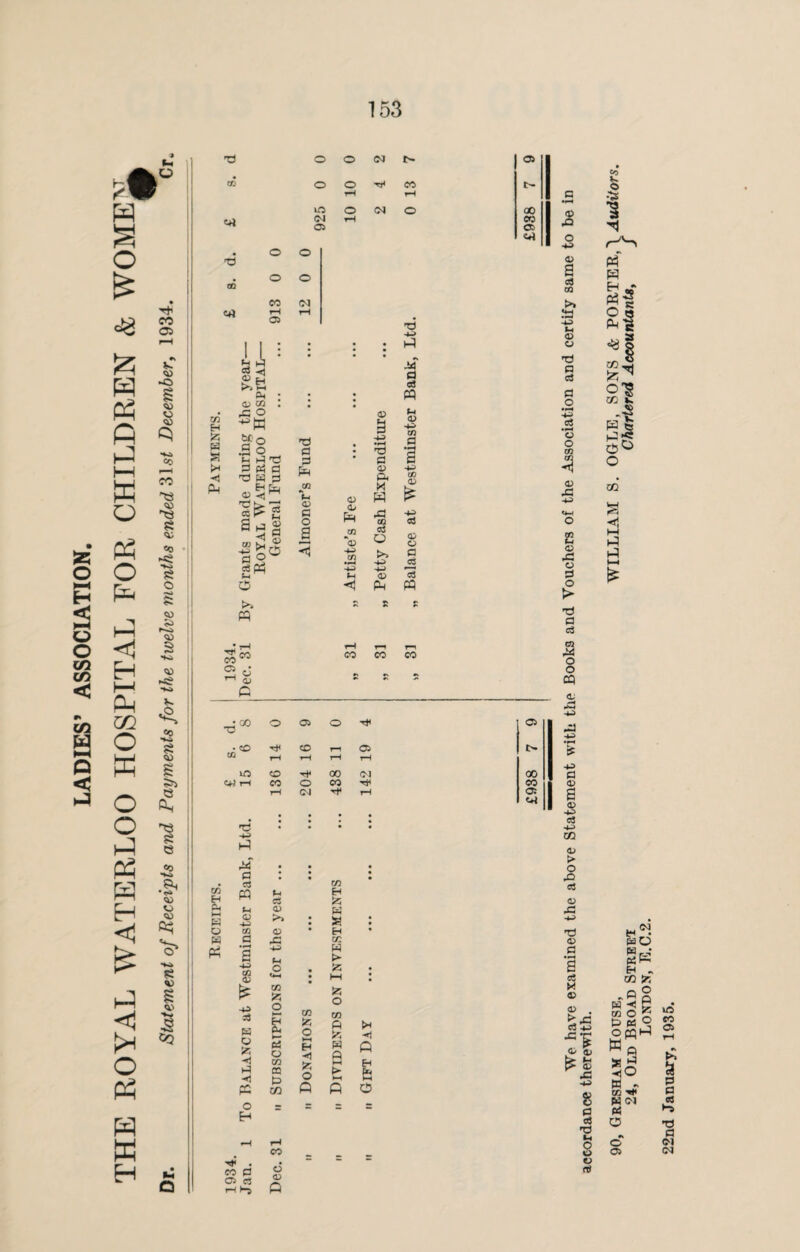 153
LADIES' ASSOCIATION.
THE ROYAL WATERLOO HOSPITAL FOR CHILDREN & WOMEN
Dr. Statement of Receipts and Payments for the twelve months ended 31st December, 1934. Cr.
RECEIPTS. £ s. d.
1934.
Jan. 1 To BALANCE at Westminster Bank, Ltd. 15 6 8
Dec. 31 " SUBSCRIPTIONS for the year ... ... 136 14 0
" " DONATIONS ... ... ... ... 204 16 9
" " DIVIDENDS ON INVESTMENTS ... ... 438 11 0
" " GIFT DAY ... ... ... ... 142 19 4
£938 7 9
PAYMENTS. £ s. d. £ s. d
1934.
Dec. 31 By Grants made during the year—
ROYAL WATERLOO HOSPITAL—
General Fund ... 913 0 0
Almoner's Fund ... 12 0 0
925 0 0
" 31 " Artiste's Fee ... ... ... 10 10 0
" 31 " Petty Cash Expenditure ... ... 2 4 2
" 31 " Balance at Westminster Bank, Ltd. 0 13 7
£938 7 9
We have examined the above Statement with the Books and Vouchers of the Association and certify same to be in
accordance therewith.
90, GRESHAM HOUSE,
24, OLD BROAD STREET
LONDON, E.C.2.
22nd January, 1935.
WILLIAM S. OGLE, SONS & PORTER, } Auditors.
Chartered Accountants,